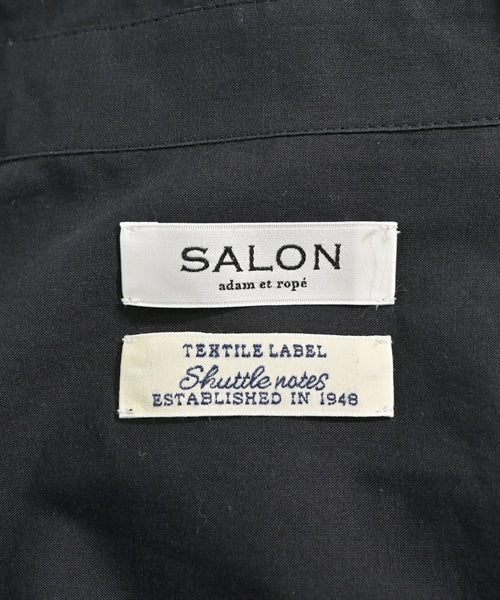 SALON
adam et ropé
TEXTILE LABEL
Shuttle notes
ESTABLISHED IN 1948